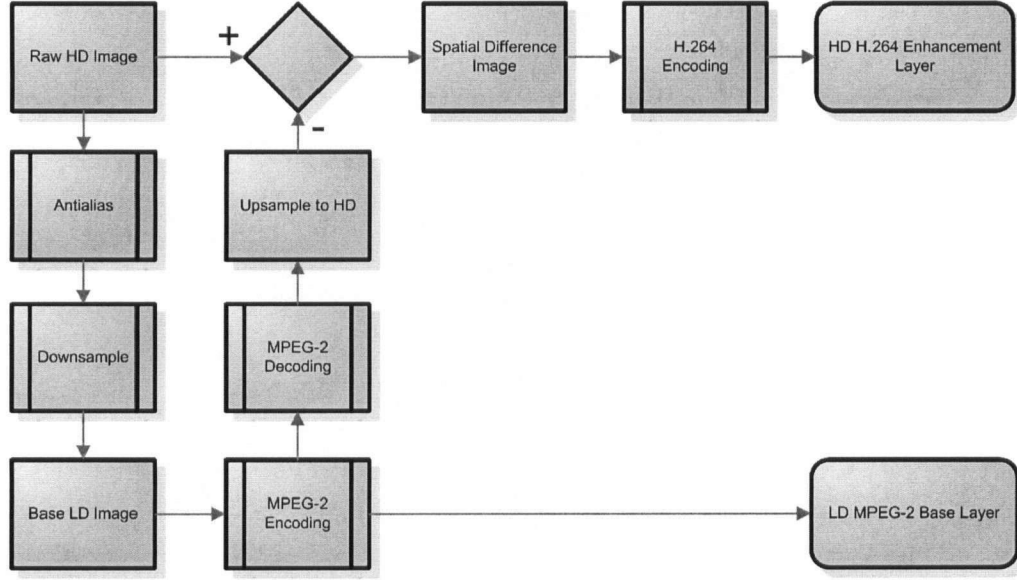 Raw HD Image
+
Spatial Difference
Image
H.264
Encoding
HD H.264 Enhancement
Layer
-
Antialias
Upsample to HD
Downsample
MPEG-2
Decoding
Base LD Image
MPEG-2
Encoding
LD MPEG-2 Base Layer